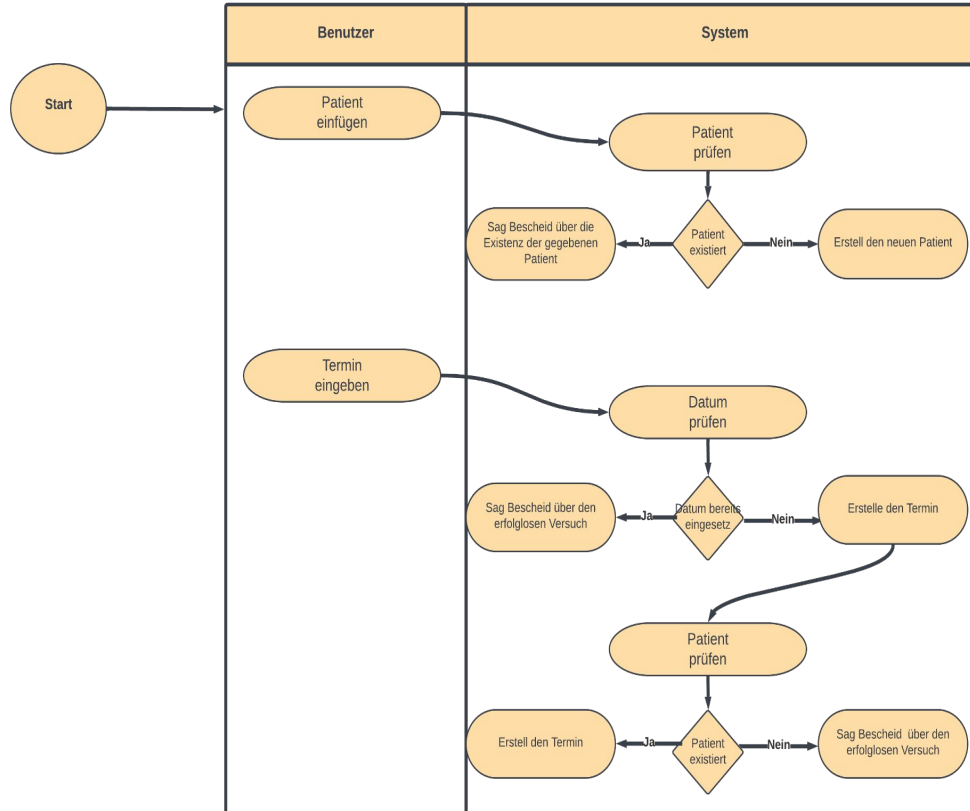 Benutzer
System
Start
Patient
einfügen
Patient
prüfen
Sag Bescheid über die
Existenz der gegebenen
Patient
Ja
Patient
existiert
Nein
Erstell den neuen Patient
Termin
eingeben
Datum
prüfen
Sag Bescheid über den
erfolglosen Versuch
Ja
Datum bereits
eingesetz
Nein
Erstelle den Termin
Patient
prüfen
Erstell den Termin
Ja
Patient
existiert
Nein
Sag Bescheid über den
erfolglosen Versuch